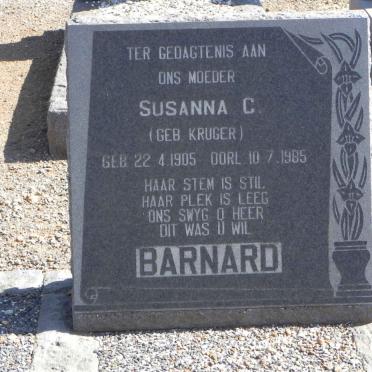 TER GEDAGTENIS AAN
ONS MOEDER
SUSANNA C.
(GEB KRUGER)
GEB 22.4.1905 OORL 10.7.1985
HAAR STEM IS STIL
HAAR PLEK IS LEEG
ONS SWYG O HEER
DIT WAS U WIL
BARNARD